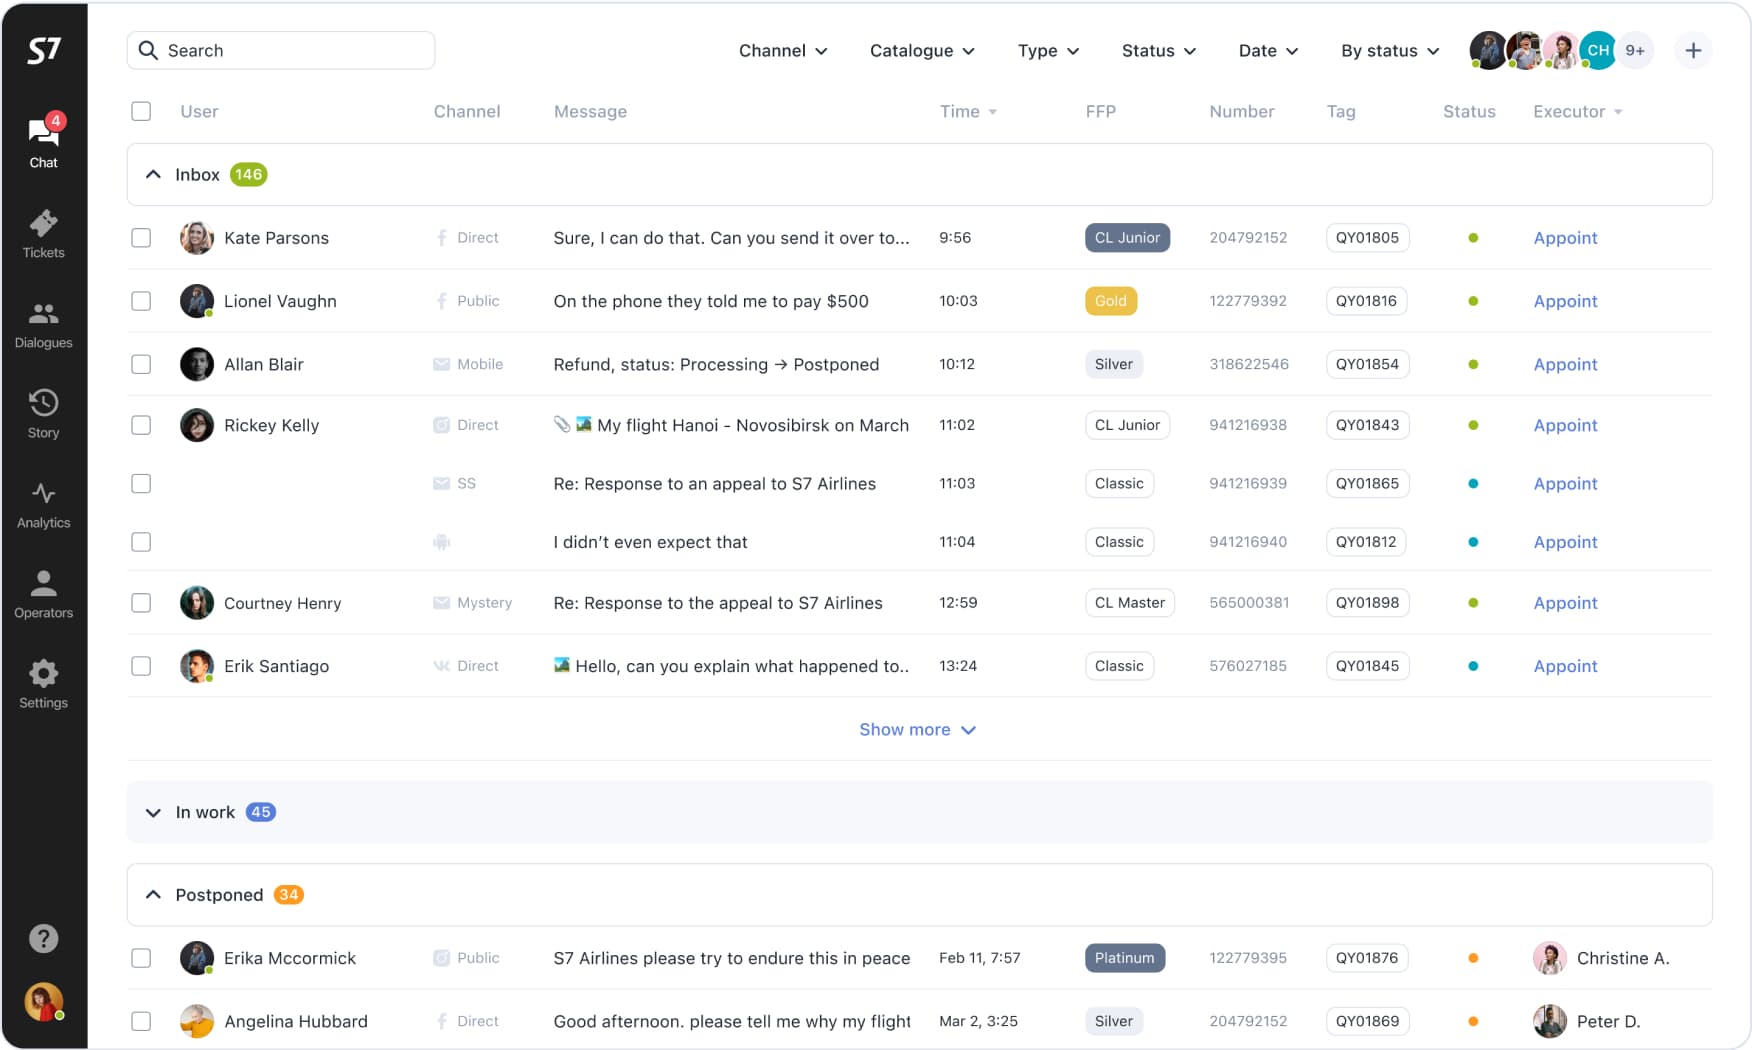 S7
Search
Channel Catalogue Type Status Date By status CH 9+
User Channel Message Time FFP Number Tag Status Executor
4
Chat
Tickets
Dialogues
Story
Analytics
Operators
Settings
?
Inbox 146
Kate Parsons Direct Sure, I can do that. Can you send it over to... 9:56 CL Junior 204792152 QY01805 Appoint
Lionel Vaughn Public On the phone they told me to pay $500 10:03 Gold 122779392 QY01816 Appoint
Allan Blair Mobile Refund, status: Processing → Postponed 10:12 Silver 318622546 QY01854 Appoint
Rickey Kelly Direct My flight Hanoi - Novosibirsk on March 11:02 CL Junior 941216938 QY01843 Appoint
SS Re: Response to an appeal to S7 Airlines 11:03 Classic 941216939 QY01865 Appoint
I didn’t even expect that 11:04 Classic 941216940 QY01812 Appoint
Courtney Henry Mystery Re: Response to the appeal to S7 Airlines 12:59 CL Master 565000381 QY01898 Appoint
Erik Santiago Direct Hello, can you explain what happened to.. 13:24 Classic 576027185 QY01845 Appoint
Show more
In work 45
Postponed 34
Erika Mccormick Public S7 Airlines please try to endure this in peace Feb 11, 7:57 Platinum 122779395 QY01876 Christine A.
Angelina Hubbard Direct Good afternoon. please tell me why my flight Mar 2, 3:25 Silver 204792152 QY01869 Peter D.